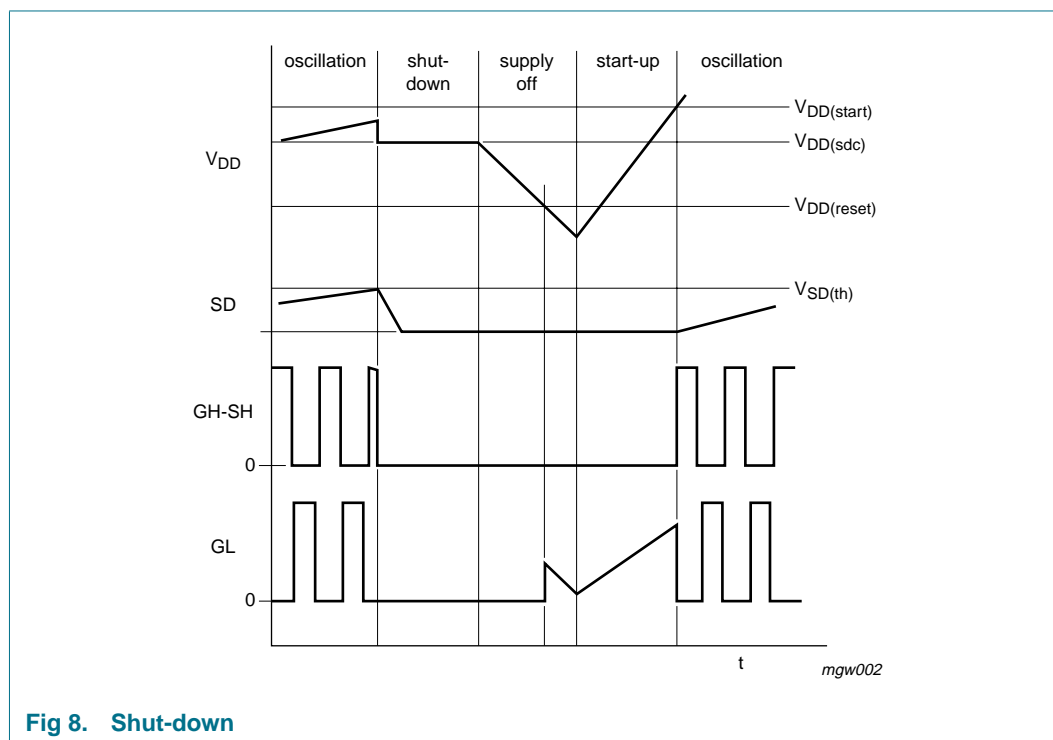 oscillation shut-down supply off start-up oscillation
VDD(start)
VDD(sdc)
VDD
VDD(reset)
VSD(th)
SD
GH-SH
0
GL
0
t
mgw002
Fig 8. Shut-down